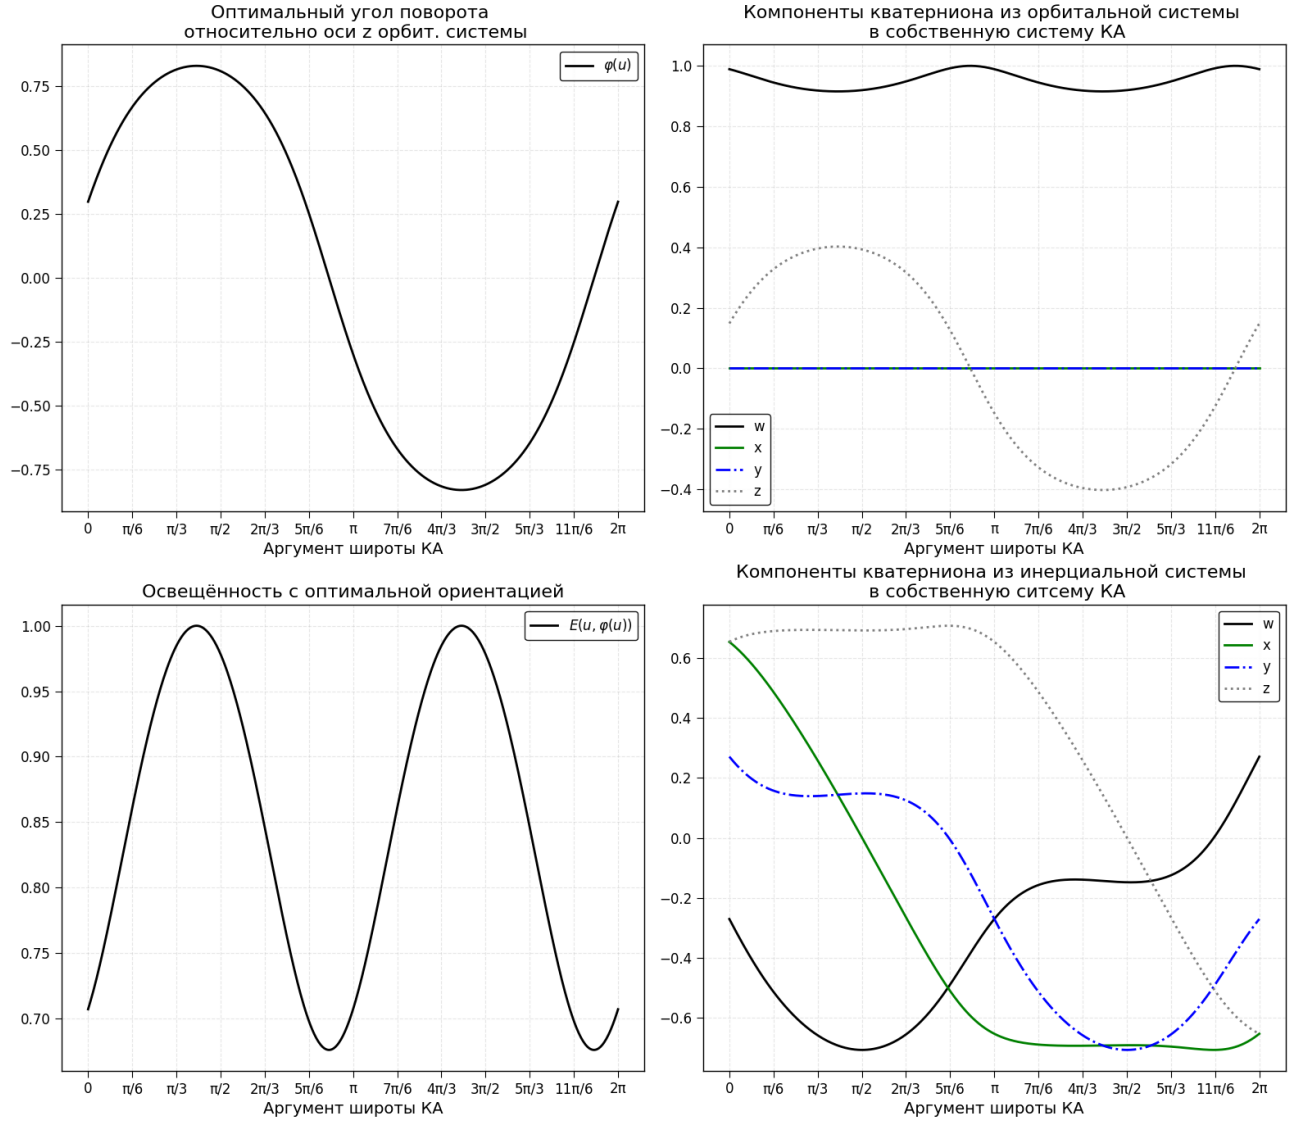 Оптимальный угол поворота
относительно оси z орбит. системы
φ(u)
0.75
0.50
0.25
0.00
−0.25
−0.50
−0.75
0 π/6 π/3 π/2 2π/3 5π/6 π 7π/6 4π/3 3π/2 5π/3 11π/6 2π
Аргумент широты КА
Компоненты кватерниона из орбитальной системы
в собственную систему КА
1.0
0.8
0.6
0.4
0.2
0.0
−0.2
−0.4
w
x
y
z
0 π/6 π/3 π/2 2π/3 5π/6 π 7π/6 4π/3 3π/2 5π/3 11π/6 2π
Аргумент широты КА
Освещённость с оптимальной ориентацией
E(u, φ(u))
1.00
0.95
0.90
0.85
0.80
0.75
0.70
0 π/6 π/3 π/2 2π/3 5π/6 π 7π/6 4π/3 3π/2 5π/3 11π/6 2π
Аргумент широты КА
Компоненты кватерниона из инерциальной системы
в собственную ситсему КА
w
x
y
z
0.6
0.4
0.2
0.0
−0.2
−0.4
−0.6
0 π/6 π/3 π/2 2π/3 5π/6 π 7π/6 4π/3 3π/2 5π/3 11π/6 2π
Аргумент широты КА